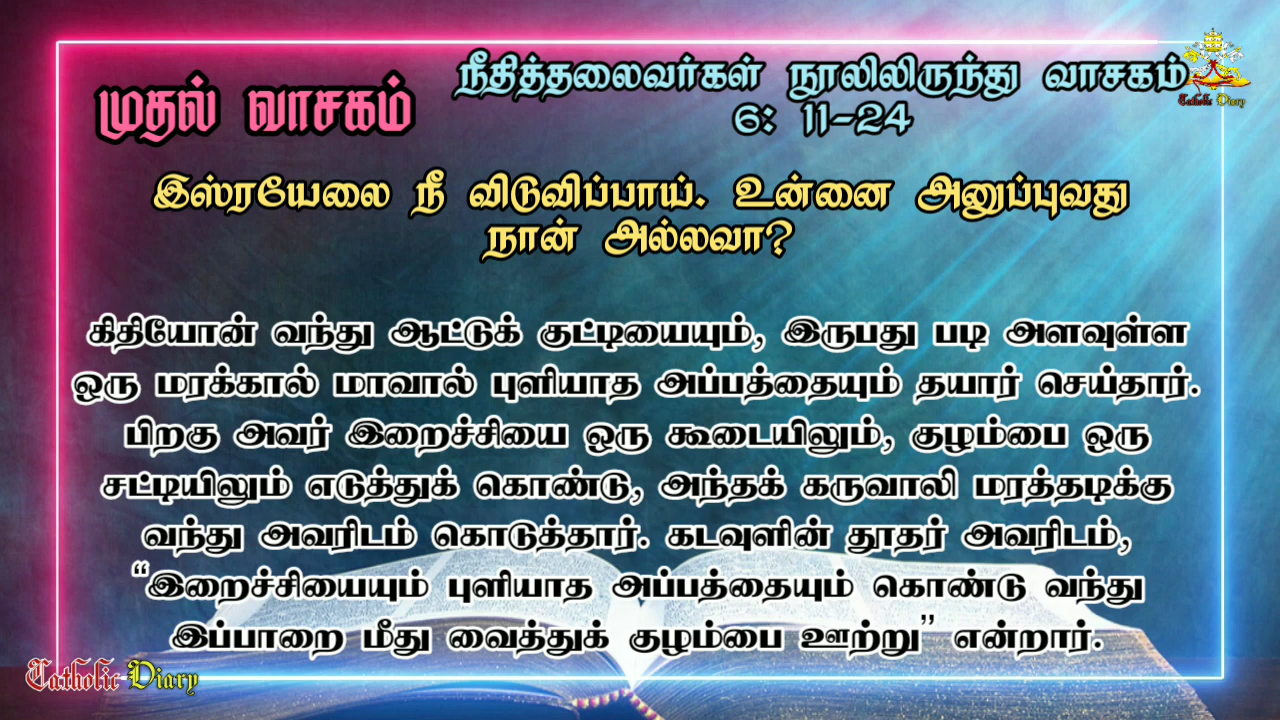 முதல் வாசகம்
நீதித்தலைவர்கள் நூலிலிருந்து வாசகம்
6: 11-24
Catholic Diary
இஸ்ரயேலை நீ விடுவிப்பாய். உன்னை அனுப்புவது
நான் அல்லவா?
கிதியோன் வந்து ஆட்டுக் குட்டியையும், இருபது படி அளவுள்ள
ஒரு மரக்கால் மாவால் புளியாத அப்பத்தையும் தயார் செய்தார்.
பிறகு அவர் இறைச்சியை ஒரு கூடையிலும், குழம்பை ஒரு
சட்டியிலும் எடுத்துக் கொண்டு, அந்தக் கருவாலி மரத்தடிக்கு
வந்து அவரிடம் கொடுத்தார். கடவுளின் தூதர் அவரிடம்,
“இறைச்சியையும் புளியாத அப்பத்தையும் கொண்டு வந்து
இப்பாறை மீது வைத்துக் குழம்பை ஊற்று” என்றார்.
Catholic Diary